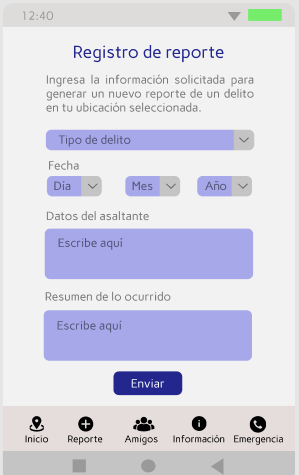 12:40
Registro de reporte
Ingresa la información solicitada para
generar un nuevo reporte de un delito
en tu ubicación seleccionada.
Tipo de delito
Fecha
Día Mes Año
Datos del asaltante
Escribe aquí
Resumen de lo ocurrido
Escribe aquí
Enviar
Inicio Reporte Amigos Información Emergencia